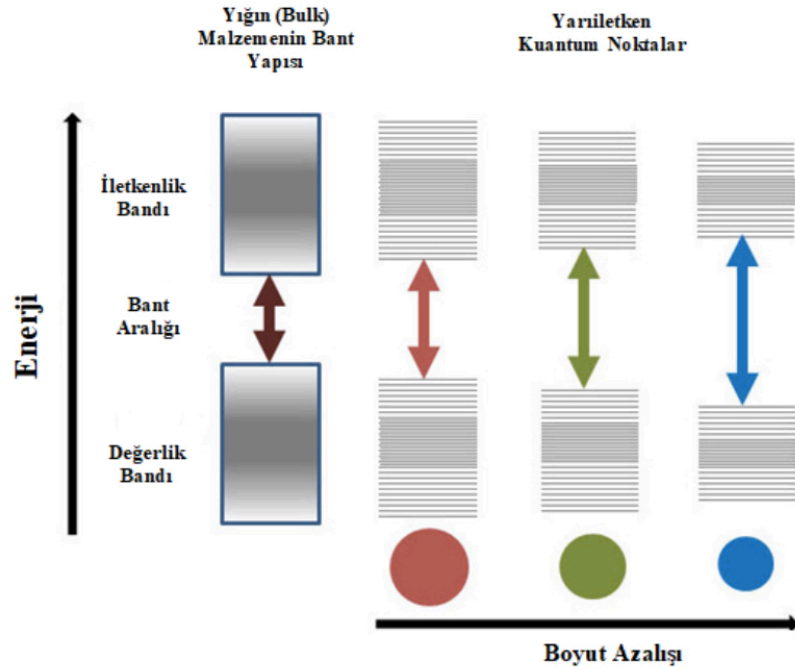 Yığın (Bulk)
Malzemenin Bant
Yapısı
Yarıiletken
Kuantum Noktalar
Enerji
İletkenlik
Bandı
Bant
Aralığı
Değerlik
Bandı
Boyut Azalışı